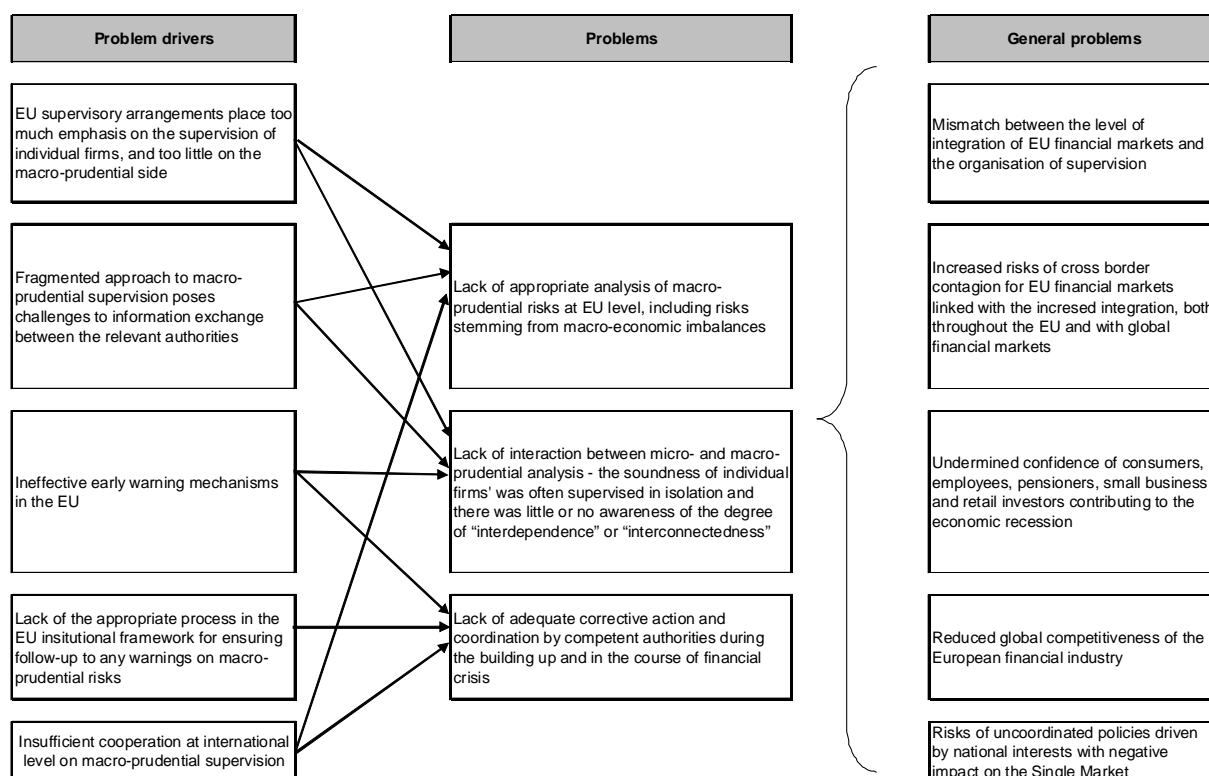 Problem drivers
EU supervisory arrangements place too
much emphasis on the supervision of
individual firms, and too little on the
macro-prudential side
Fragmented approach to macro-
prudential supervision poses
challenges to information exchange
between the relevant authorities
Ineffective early warning mechanisms
in the EU
Lack of the appropriate process in the
EU insitutional framework for ensuring
follow-up to any warnings on macro-
prudential risks
Insufficient cooperation at international
level on macro-prudential supervision
Problems
Lack of appropriate analysis of macro-
prudential risks at EU level, including risks
stemming from macro-economic imbalances
Lack of interaction between micro- and macro-
prudential analysis - the soundness of individual
firms' was often supervised in isolation and
there was little or no awareness of the degree
of “interdependence” or “interconnectedness”
Lack of adequate corrective action and
coordination by competent authorities during
the building up and in the course of financial
crisis
General problems
Mismatch between the level of
integration of EU financial markets and
the organisation of supervision
Increased risks of cross border
contagion for EU financial markets
linked with the incresed integration, both
throughout the EU and with global
financial markets
Undermined confidence of consumers,
employees, pensioners, small business
and retail investors contributing to the
economic recession
Reduced global competitiveness of the
European financial industry
Risks of uncoordinated policies driven
by national interests with negative
impact on the Single Market